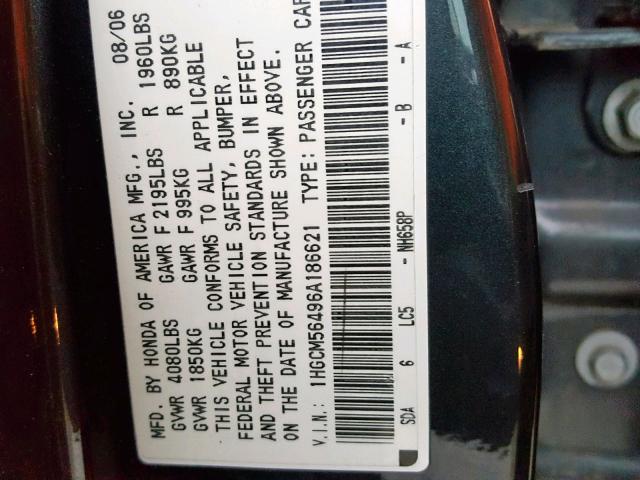 MFD. BY HONDA OF AMERICA MFG., INC. 08/06
GVWR 4080LBS GAWR F 2195LBS R 1960LBS
GVWR 1850KG GAWR F 995KG R 890KG
THIS VEHICLE CONFORMS TO ALL APPLICABLE
FEDERAL MOTOR VEHICLE SAFETY, BUMPER,
AND THEFT PREVENTION STANDARDS IN EFFECT
ON THE DATE OF MANUFACTURE SHOWN ABOVE.
V.I.N.: 1HGCM56496A186621 TYPE: PASSENGER CAR
SDA 6 LC5 - NH658P - B - A